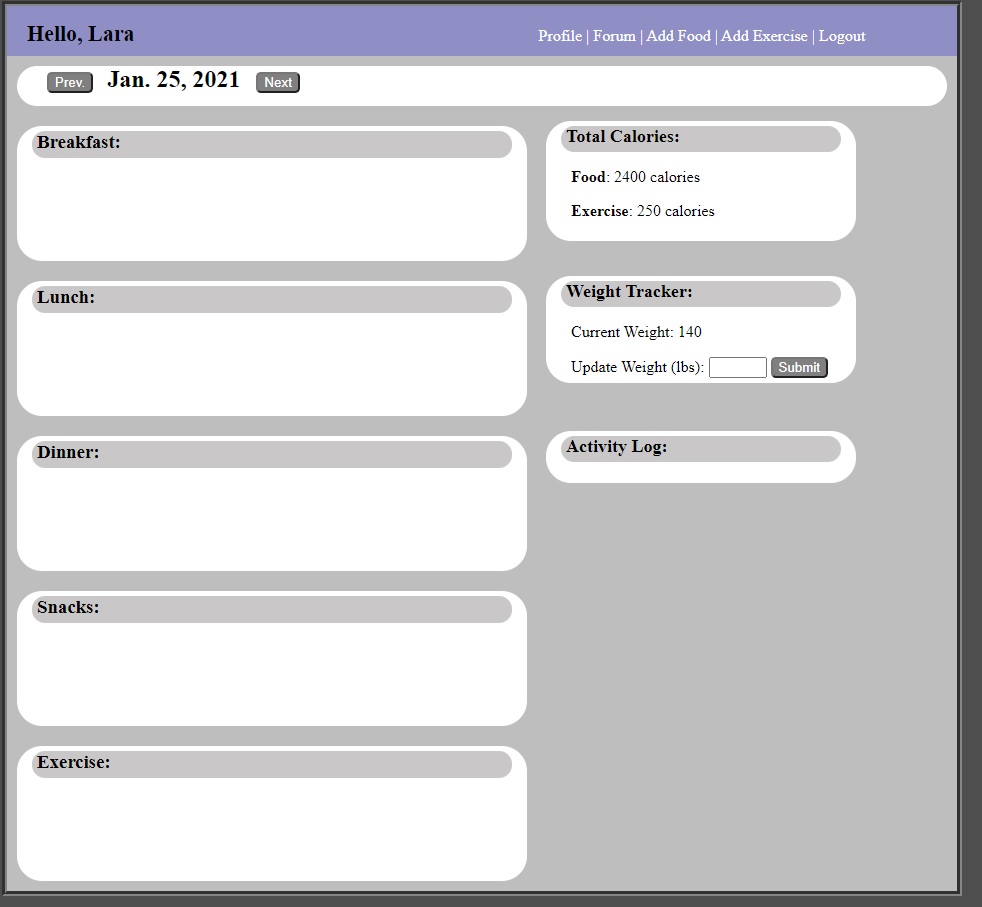 Hello, Lara
Profile | Forum | Add Food | Add Exercise | Logout
Prev. Jan. 25, 2021 Next
Breakfast:
Lunch:
Dinner:
Snacks:
Exercise:
Total Calories:
Food: 2400 calories
Exercise: 250 calories
Weight Tracker:
Current Weight: 140
Update Weight (lbs): Submit
Activity Log: